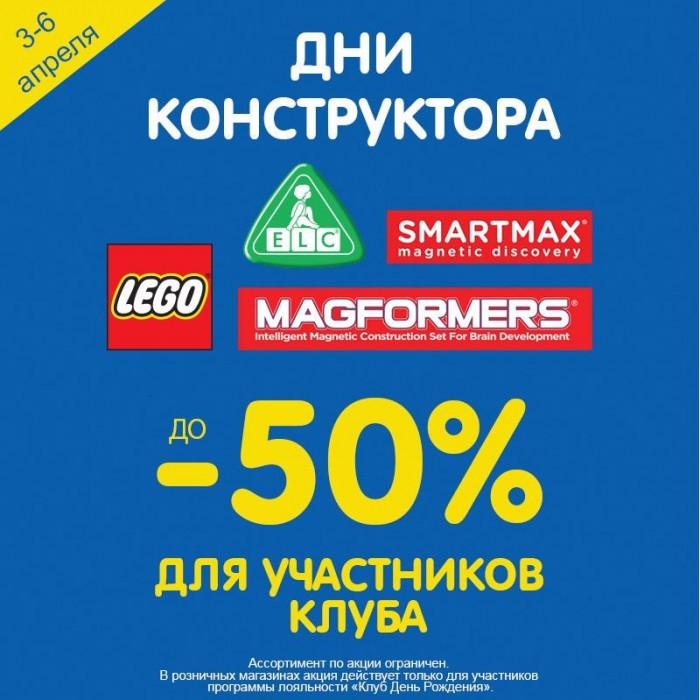 3-6
апреля
ДНИ
КОНСТРУКТОРА
ELC
SMARTMAX®
magnetic discovery
LEGO®
MAGFORMERS®
Intelligent Magnetic Construction Set For Brain Development
ДО
-50%
ДЛЯ УЧАСТНИКОВ
КЛУБА
Ассортимент по акции ограничен.
В розничных магазинах акция действует только для участников
программы лояльности «Клуб День Рождения».